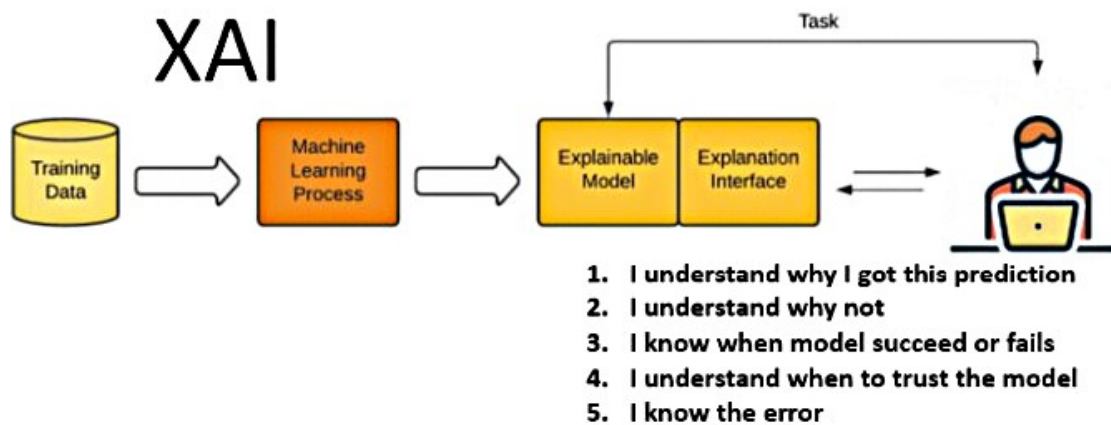 XAI
Task
Training
Data
Machine
Learning
Process
Explainable
Model
Explanation
Interface
1. I understand why I got this prediction
2. I understand why not
3. I know when model succeed or fails
4. I understand when to trust the model
5. I know the error